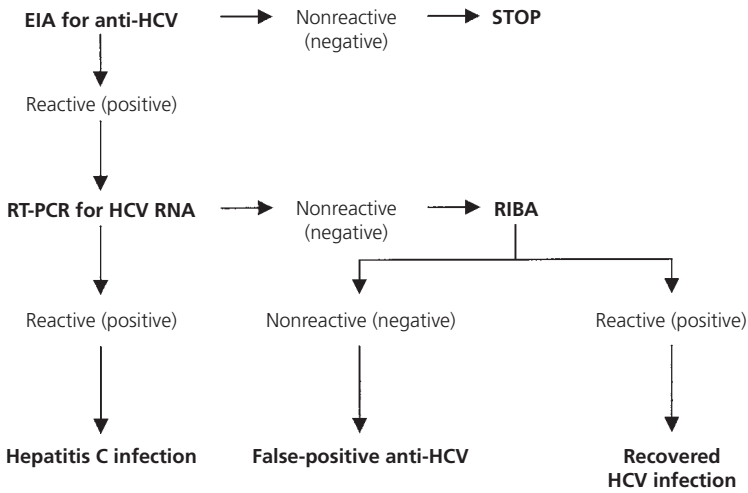 EIA for anti-HCV
Nonreactive
(negative)
STOP
Reactive (positive)
RT-PCR for HCV RNA
Nonreactive
(negative)
RIBA
Reactive (positive)
Nonreactive (negative)
Reactive (positive)
Hepatitis C infection
False-positive anti-HCV
Recovered
HCV infection